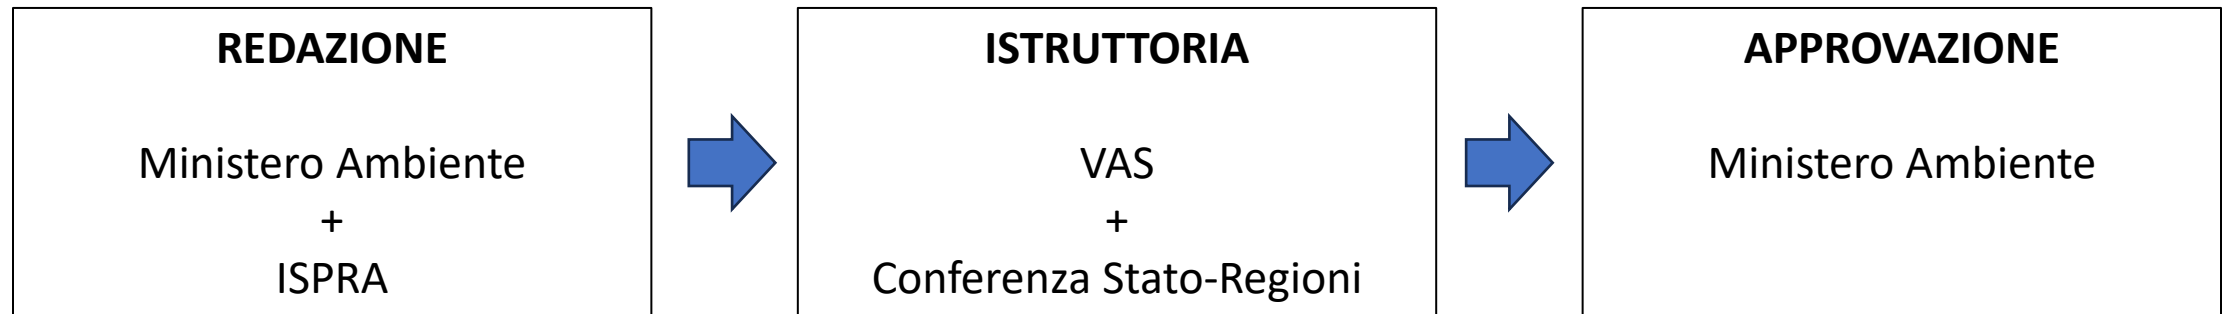 REDAZIONE
Ministero Ambiente
+
ISPRA
ISTRUTTORIA
VAS
+
Conferenza Stato-Regioni
APPROVAZIONE
Ministero Ambiente